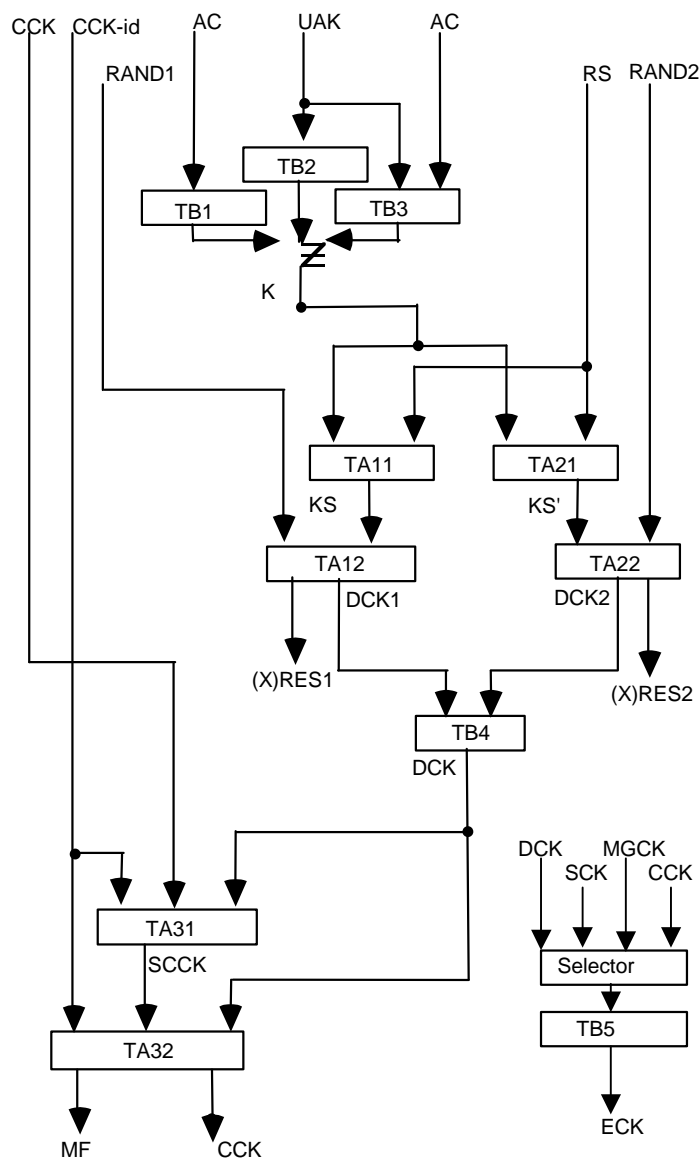 CCK CCK-id AC UAK AC
RAND1 RS RAND2
TB2
TB1 TB3
K
TA11 TA21
KS KS'
TA12 TA22
DCK1 DCK2
(X)RES1 (X)RES2
TB4
DCK
DCK MGCK
SCK CCK
TA31
SCCK Selector
TB5
TA32
ECK
MF CCK